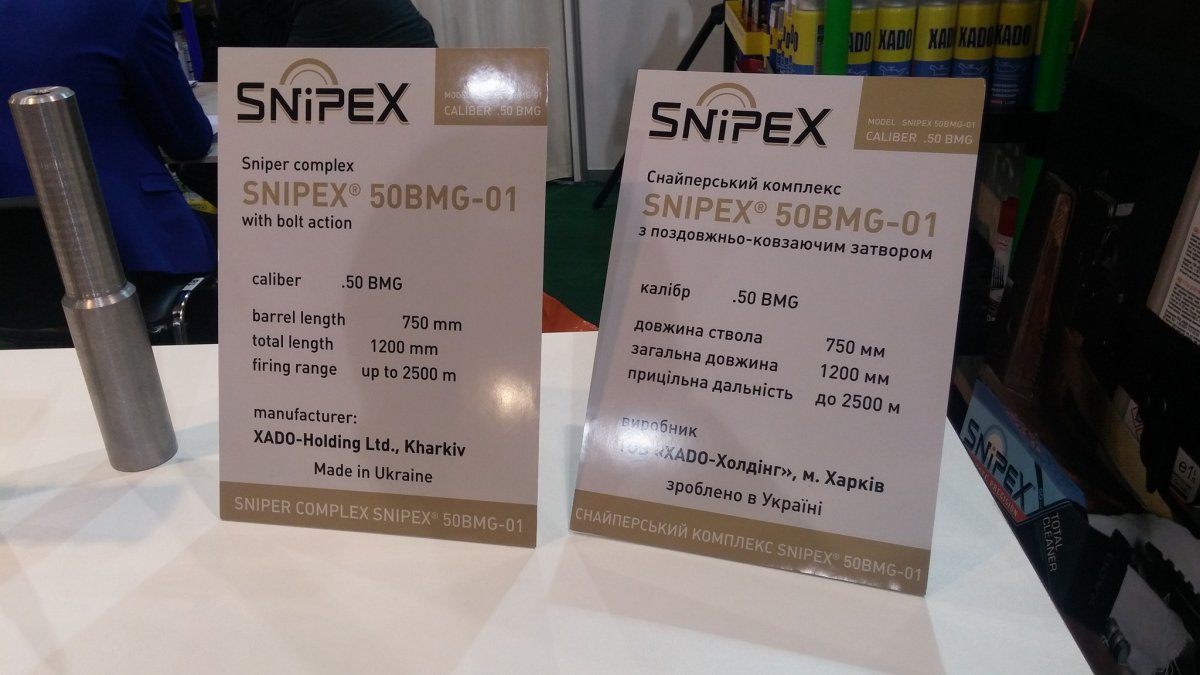 SNiPEX
MODEL SNIPEX 50BMG-01
CALIBER .50 BMG
Sniper complex
SNIPEX® 50BMG-01
with bolt action
caliber .50 BMG
barrel length 750 mm
total length 1200 mm
firing range up to 2500 m
manufacturer:
XADO-Holding Ltd., Kharkiv
Made in Ukraine
SNIPER COMPLEX SNIPEX® 50BMG-01
SNiPEX
MODEL SNIPEX 50BMG-01
CALIBER .50 BMG
Снайперський комплекс
SNIPEX® 50BMG-01
з поздовжньо-ковзаючим затвором
калібр .50 BMG
довжина ствола 750 мм
загальна довжина 1200 мм
прицільна дальність до 2500 м
виробник
ТОВ «XADO-Холдінг», м. Харків
зроблено в Україні
СНАЙПЕРСЬКИЙ КОМПЛЕКС SNIPEX® 50BMG-01
XADO
XADO
XADO
XADO
SNiPEX
PRECISION
TOTAL
CLEANER